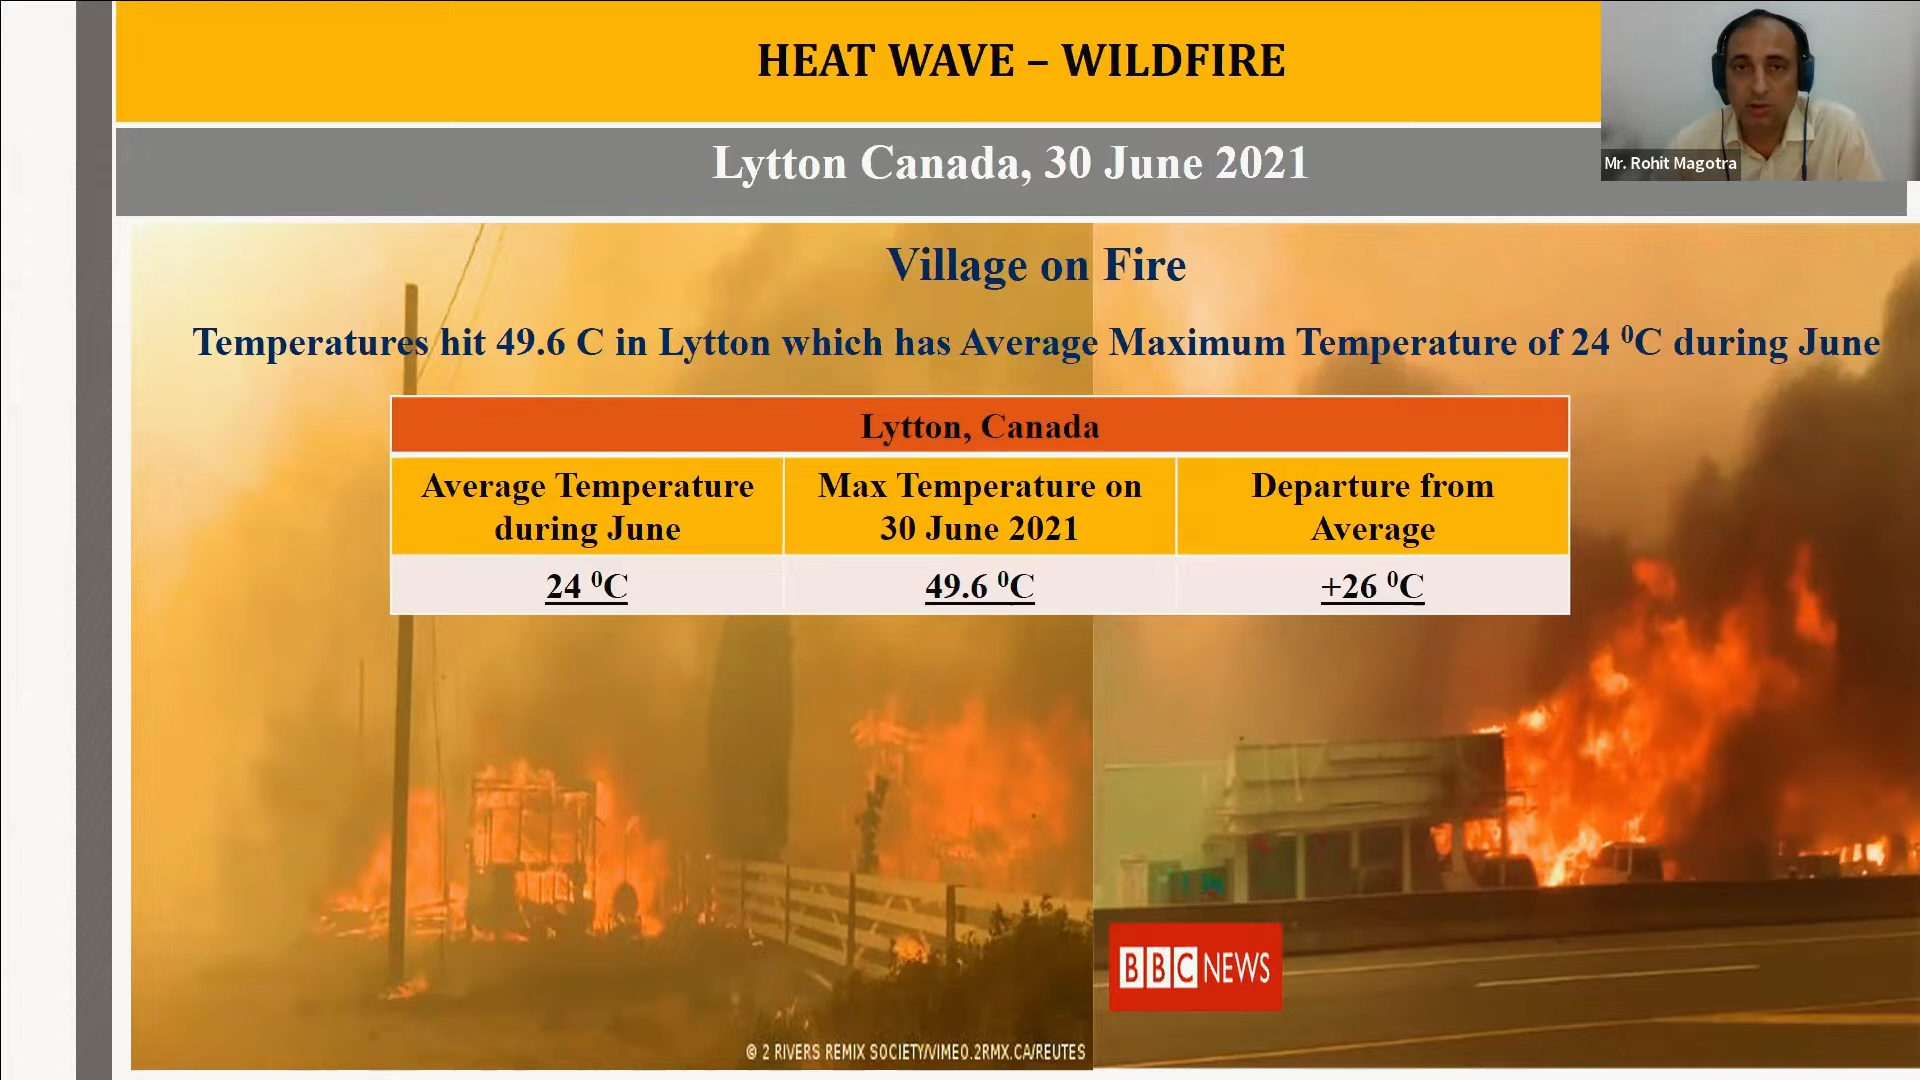 HEAT WAVE – WILDFIRE
Mr. Rohit Magotra
Lytton Canada, 30 June 2021
Village on Fire
Temperatures hit 49.6 C in Lytton which has Average Maximum Temperature of 24 ⁰C during June
Lytton, Canada
Average Temperature
during June
Max Temperature on
30 June 2021
Departure from
Average
24 ⁰C
49.6 ⁰C
+26 ⁰C
BBC NEWS
© 2 RIVERS REMIX SOCIETY/VIMEO.2RMX.CA/REUTES